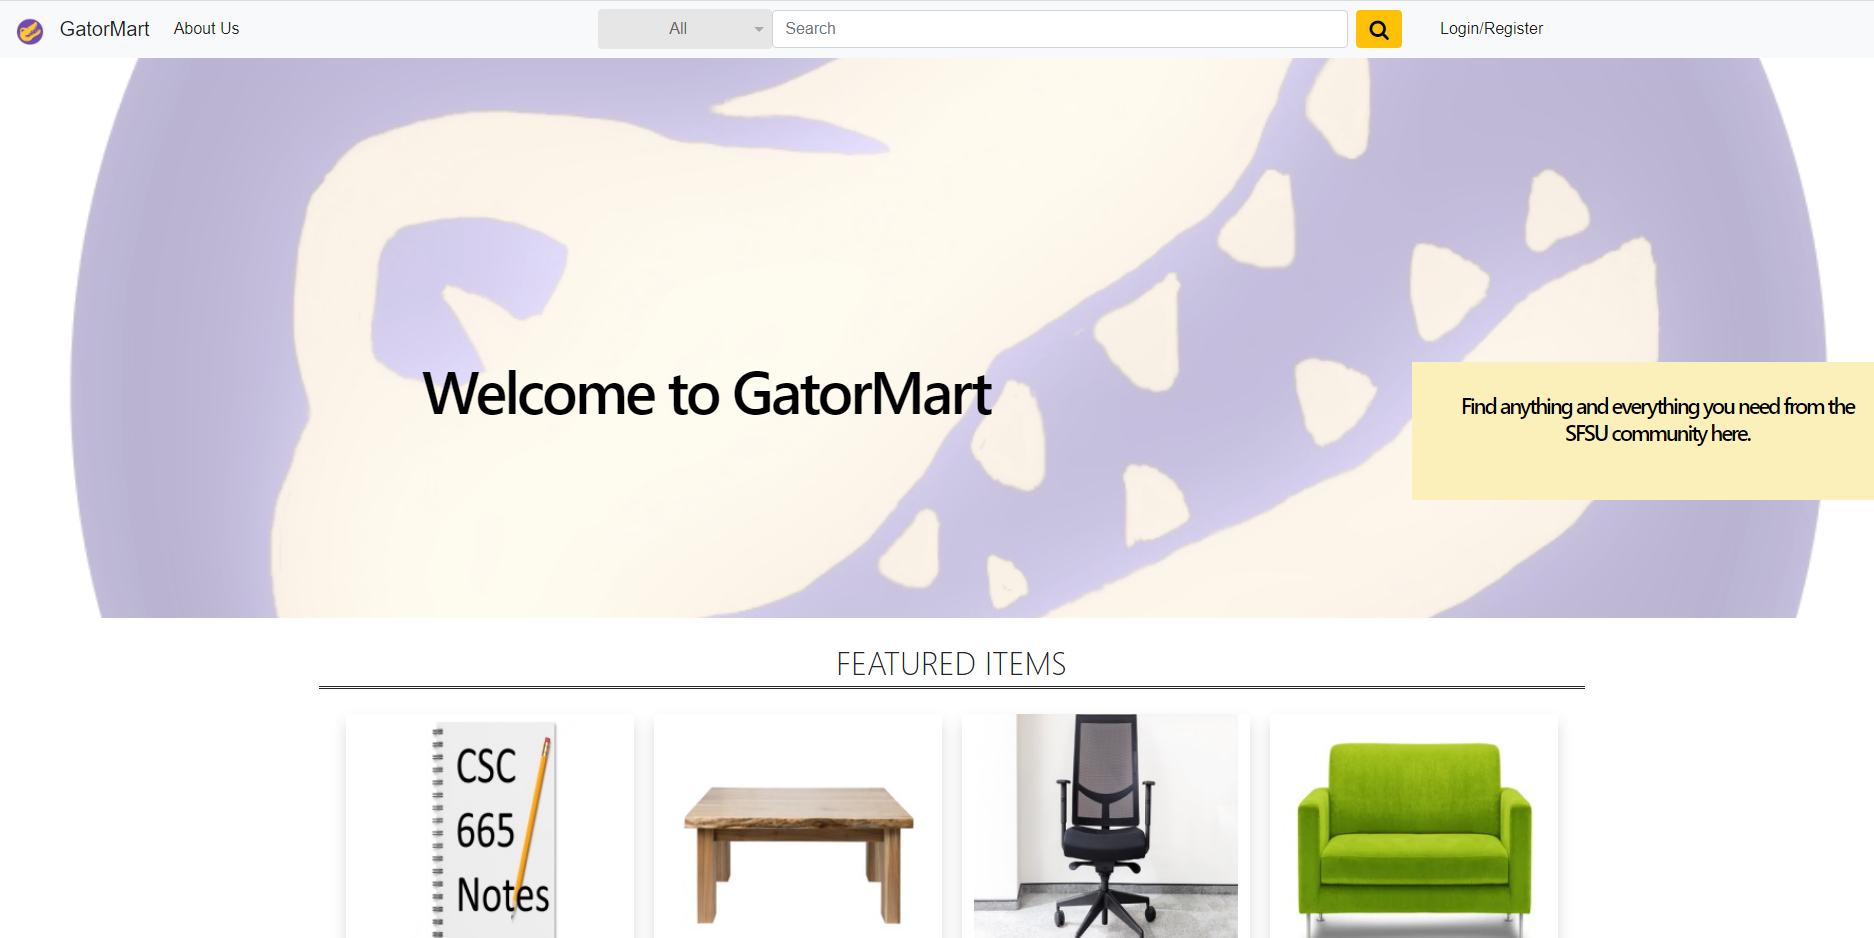 GatorMart
About Us
All
Search
Login/Register
Welcome to GatorMart
Find anything and everything you need from the
SFSU community here.
FEATURED ITEMS
CSC
665
Notes